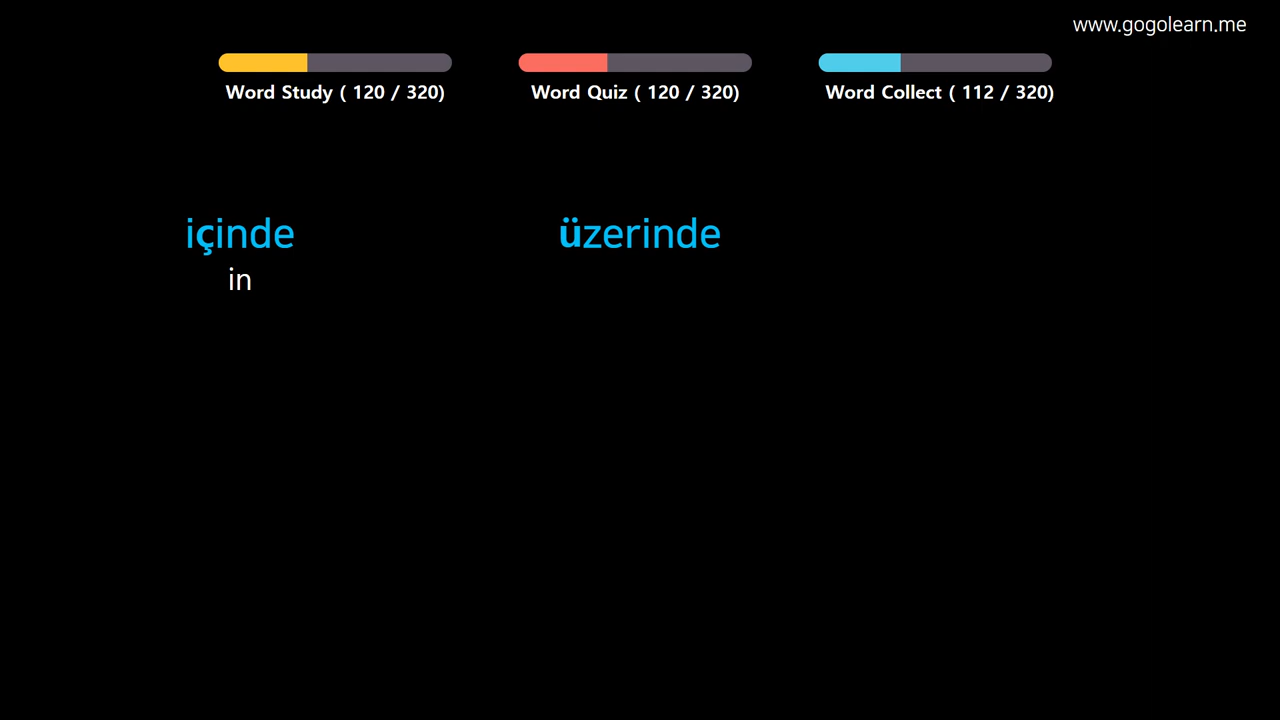 www.gogolearn.me
Word Study ( 120 / 320)
Word Quiz ( 120 / 320)
Word Collect ( 112 / 320)
içinde
üzerinde
in